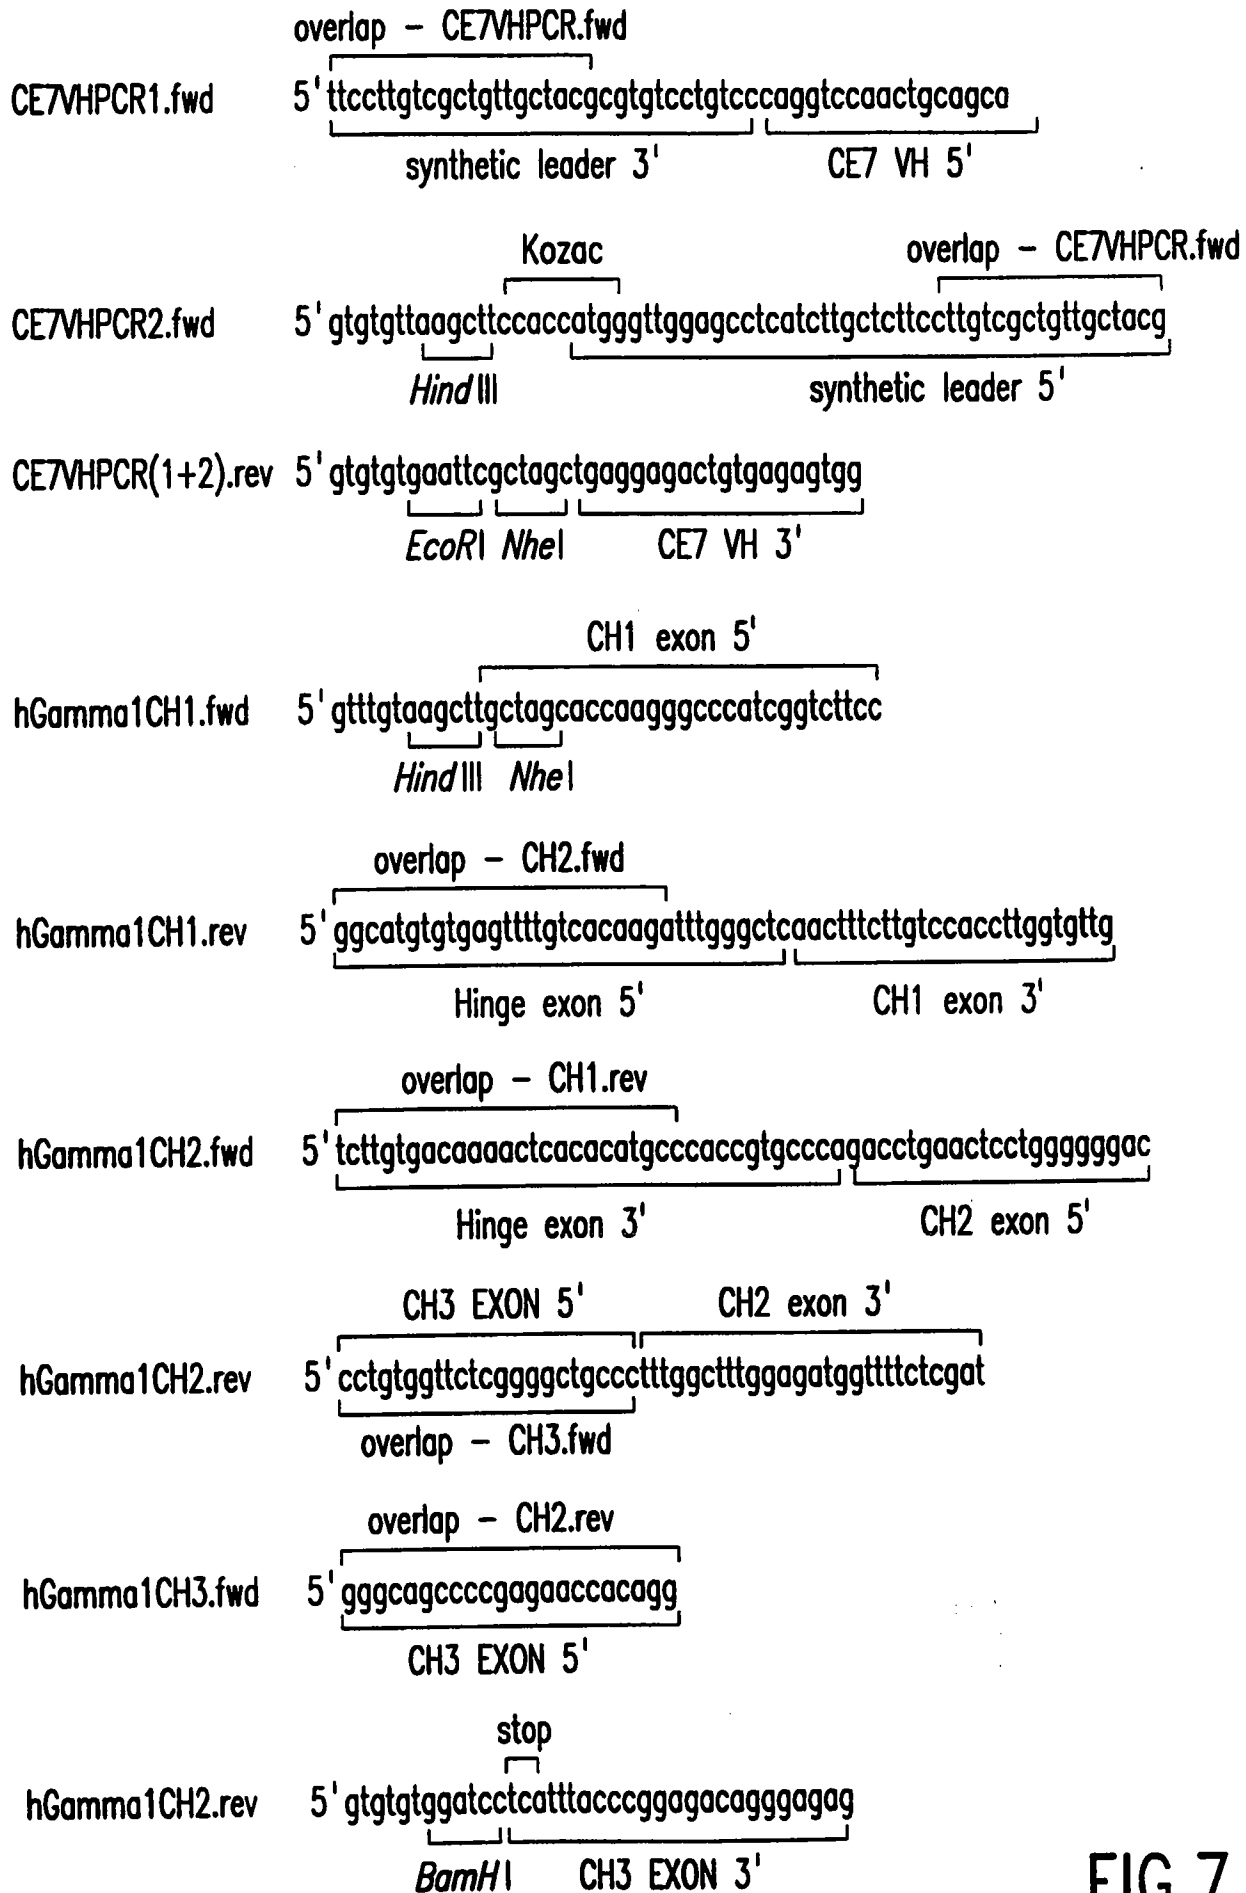 overlap – CE7VHPCR.fwd
CE7VHPCR1.fwd 5'ttccttgtcgctgttgctacgcgtgtcctgtcccaggtccaactgcagca
synthetic leader 3' CE7 VH 5'
Kozac overlap – CE7VHPCR.fwd
CE7VHPCR2.fwd 5'gtgtgttaagcttccaccatgggttggagcctcatcttgctcttccttgtcgctgttgctacg
HindIII synthetic leader 5'
CE7VHPCR(1+2).rev 5'gtgtgtgaattcgctagctgaggagactgtgagagtgg
EcoRI NheI CE7 VH 3'
CH1 exon 5'
hGamma1CH1.fwd 5'gtttgtaagcttgctagcaccaagggcccatcggtcttcc
HindIII NheI
overlap – CH2.fwd
hGamma1CH1.rev 5'ggcatgtgtgagttttgtcacaagatttgggctcaactttcttgtccaccttggtgttg
Hinge exon 5' CH1 exon 3'
overlap – CH1.rev
hGamma1CH2.fwd 5'tcttgtgacaaaactcacacatgcccaccgtgcccagacctgaactcctggggggac
Hinge exon 3' CH2 exon 5'
CH3 EXON 5' CH2 exon 3'
hGamma1CH2.rev 5'cctgtggttctcggggctgccctttggctttggagatggttttctcgat
overlap – CH3.fwd
overlap – CH2.rev
hGamma1CH3.fwd 5'gggcagccccgagaaccacagg
CH3 EXON 5'
stop
hGamma1CH2.rev 5'gtgtgtggatcctcatttacccggagacagggagag
BamHI CH3 EXON 3'
FIG.7